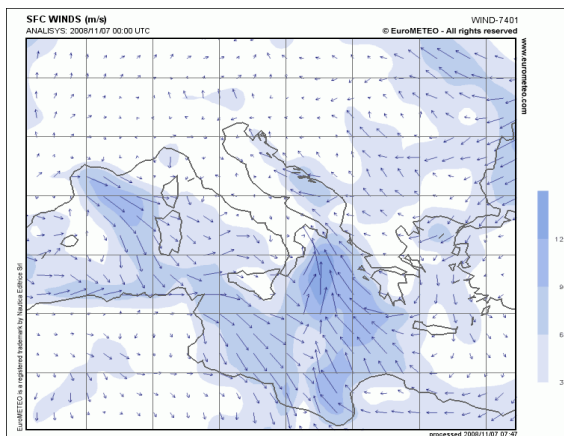 SFC WINDS (m/s)
WIND-7401
ANALISYS: 2008/11/07 00:00 UTC
© EuroMETEO - All rights reserved
www.eurometeo.com
EuroMETEO is a registered trademark by Nautica Editrice Srl
12
9
6
3
processed 2008/11/07 07:47